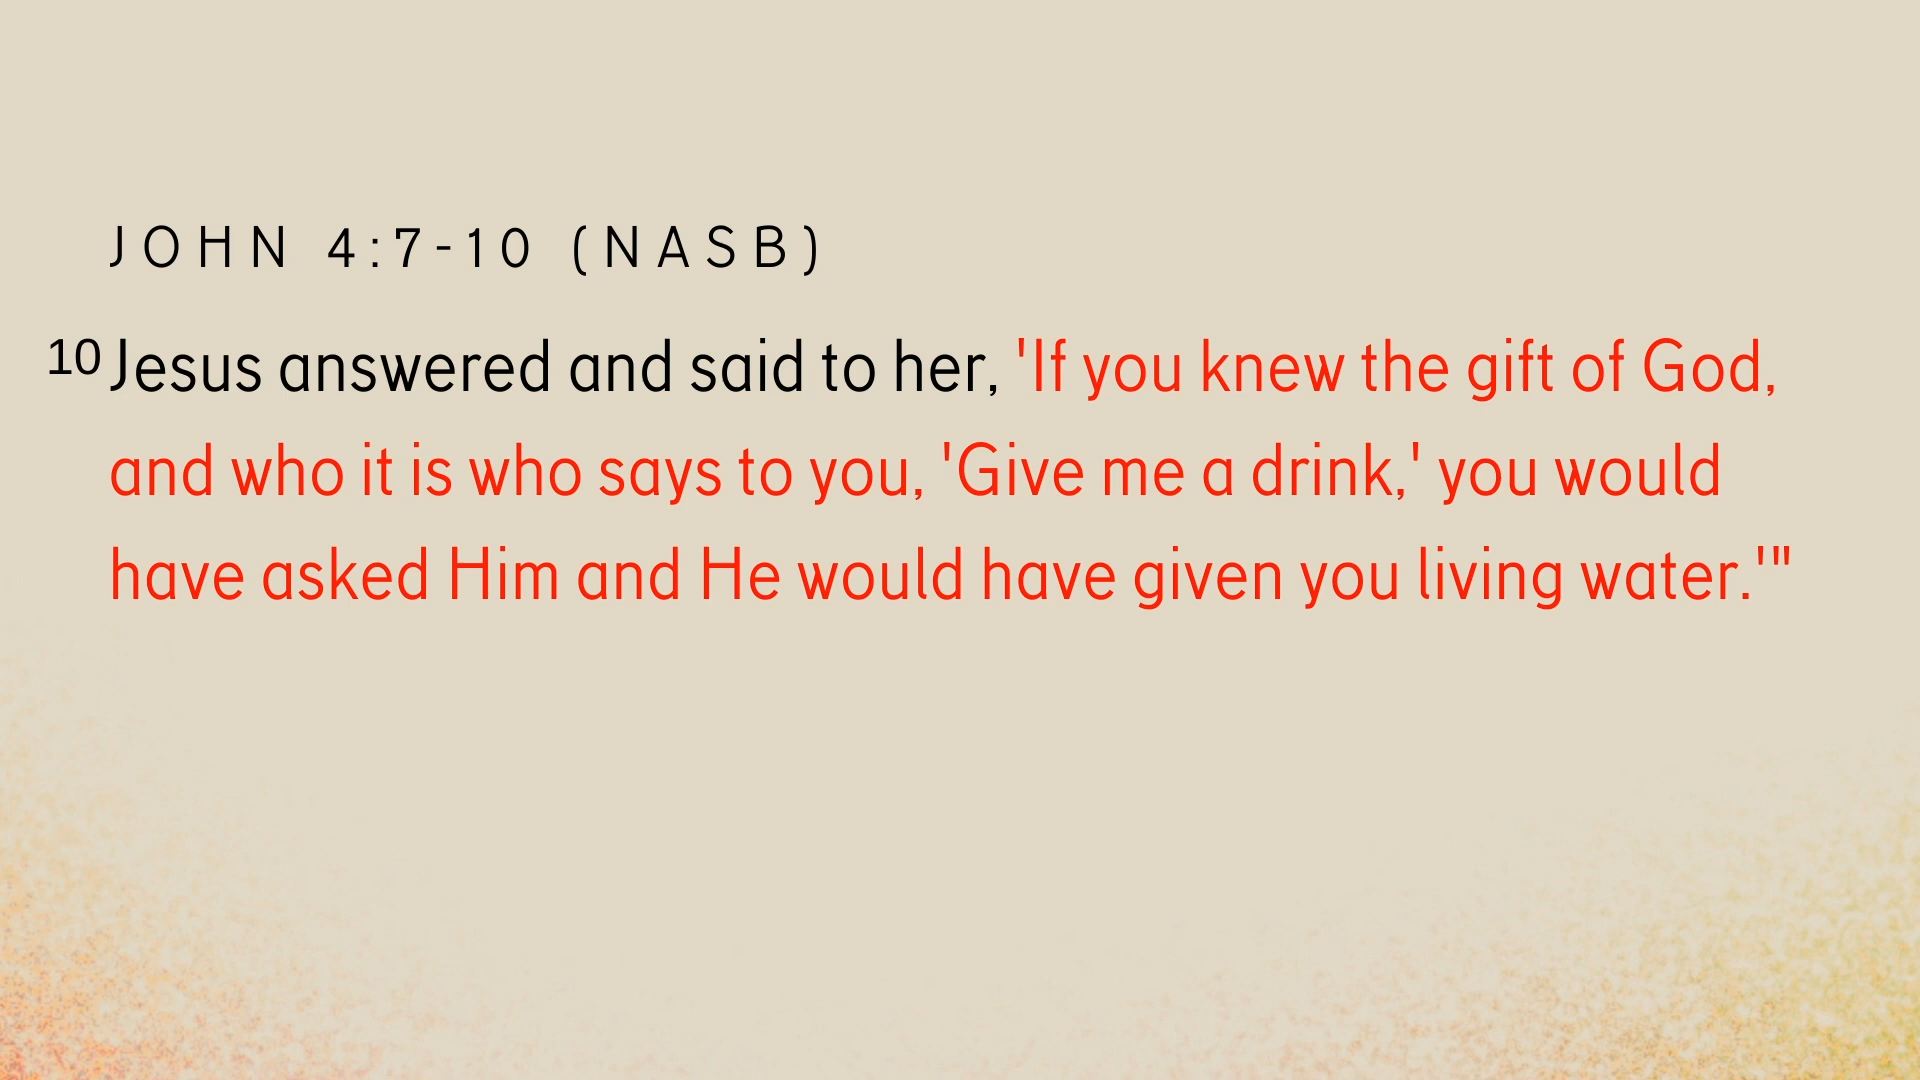 JOHN 4:7-10 (NASB)
10 Jesus answered and said to her, 'If you knew the gift of God,
and who it is who says to you, 'Give me a drink,' you would
have asked Him and He would have given you living water.'"